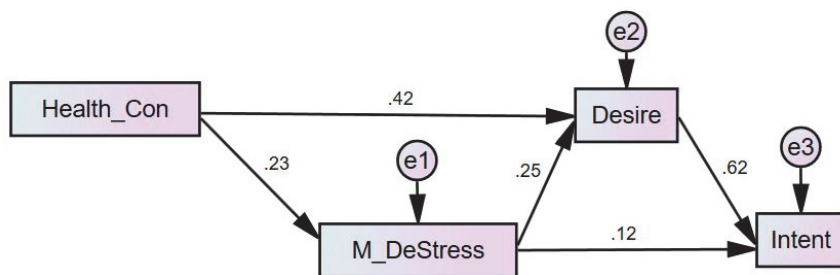 e2
Health_Con
.42
Desire
.23
e1
.25
.62
e3
M_DeStress
.12
Intent